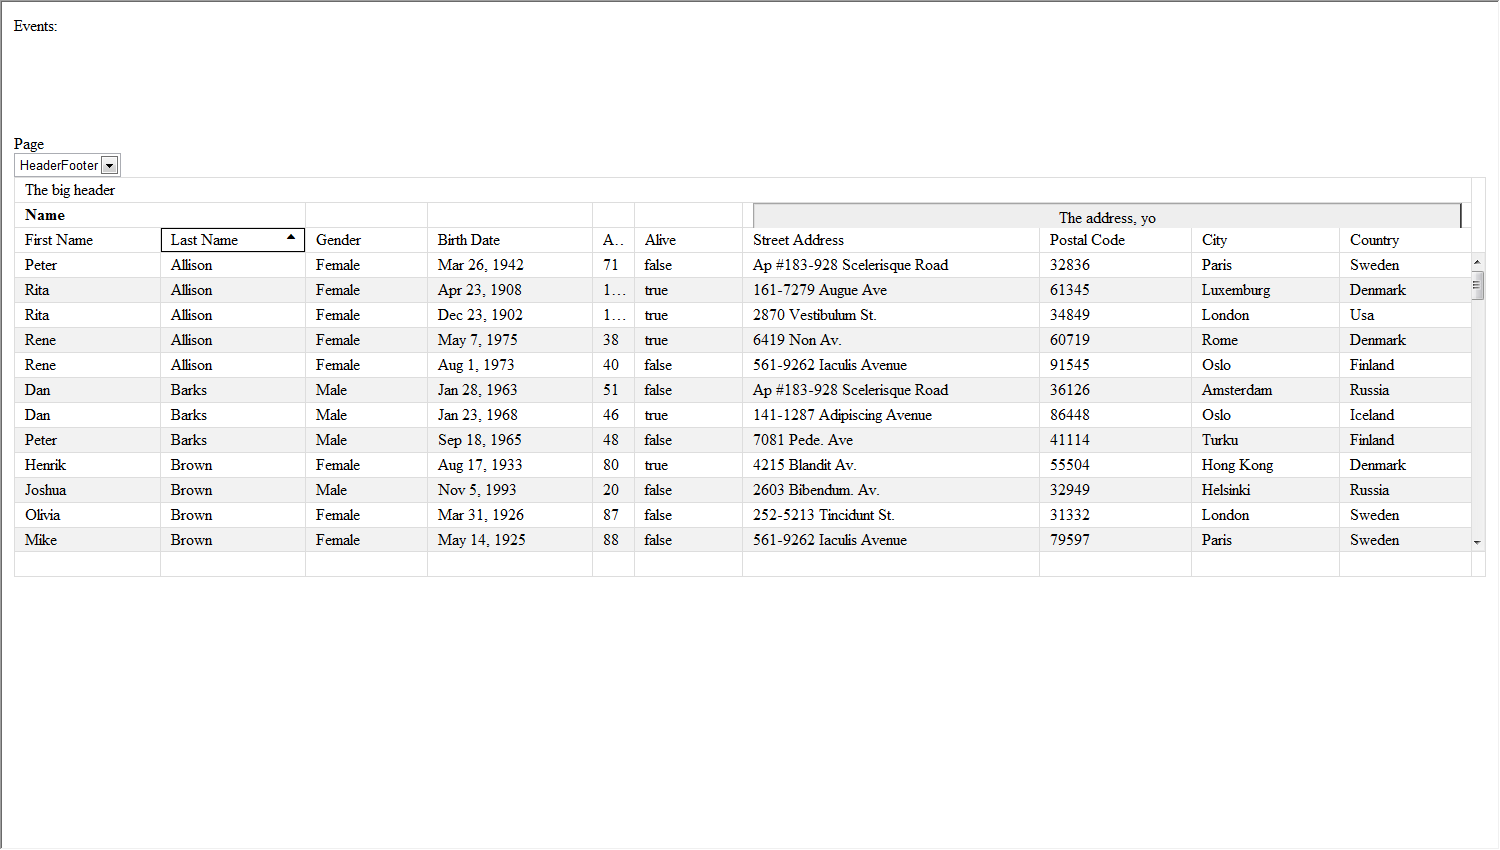 Events:
Page
HeaderFooter
The big header
Name The address, yo
First Name Last Name Gender Birth Date A... Alive Street Address Postal Code City Country
Peter Allison Female Mar 26, 1942 71 false Ap #183-928 Scelerisque Road 32836 Paris Sweden
Rita Allison Female Apr 23, 1908 1... true 161-7279 Augue Ave 61345 Luxemburg Denmark
Rita Allison Female Dec 23, 1902 1... true 2870 Vestibulum St. 34849 London Usa
Rene Allison Female May 7, 1975 38 true 6419 Non Av. 60719 Rome Denmark
Rene Allison Female Aug 1, 1973 40 false 561-9262 Iaculis Avenue 91545 Oslo Finland
Dan Barks Male Jan 28, 1963 51 false Ap #183-928 Scelerisque Road 36126 Amsterdam Russia
Dan Barks Male Jan 23, 1968 46 true 141-1287 Adipiscing Avenue 86448 Oslo Iceland
Peter Barks Male Sep 18, 1965 48 false 7081 Pede. Ave 41114 Turku Finland
Henrik Brown Female Aug 17, 1933 80 true 4215 Blandit Av. 55504 Hong Kong Denmark
Joshua Brown Male Nov 5, 1993 20 false 2603 Bibendum. Av. 32949 Helsinki Russia
Olivia Brown Female Mar 31, 1926 87 false 252-5213 Tincidunt St. 31332 London Sweden
Mike Brown Female May 14, 1925 88 false 561-9262 Iaculis Avenue 79597 Paris Sweden